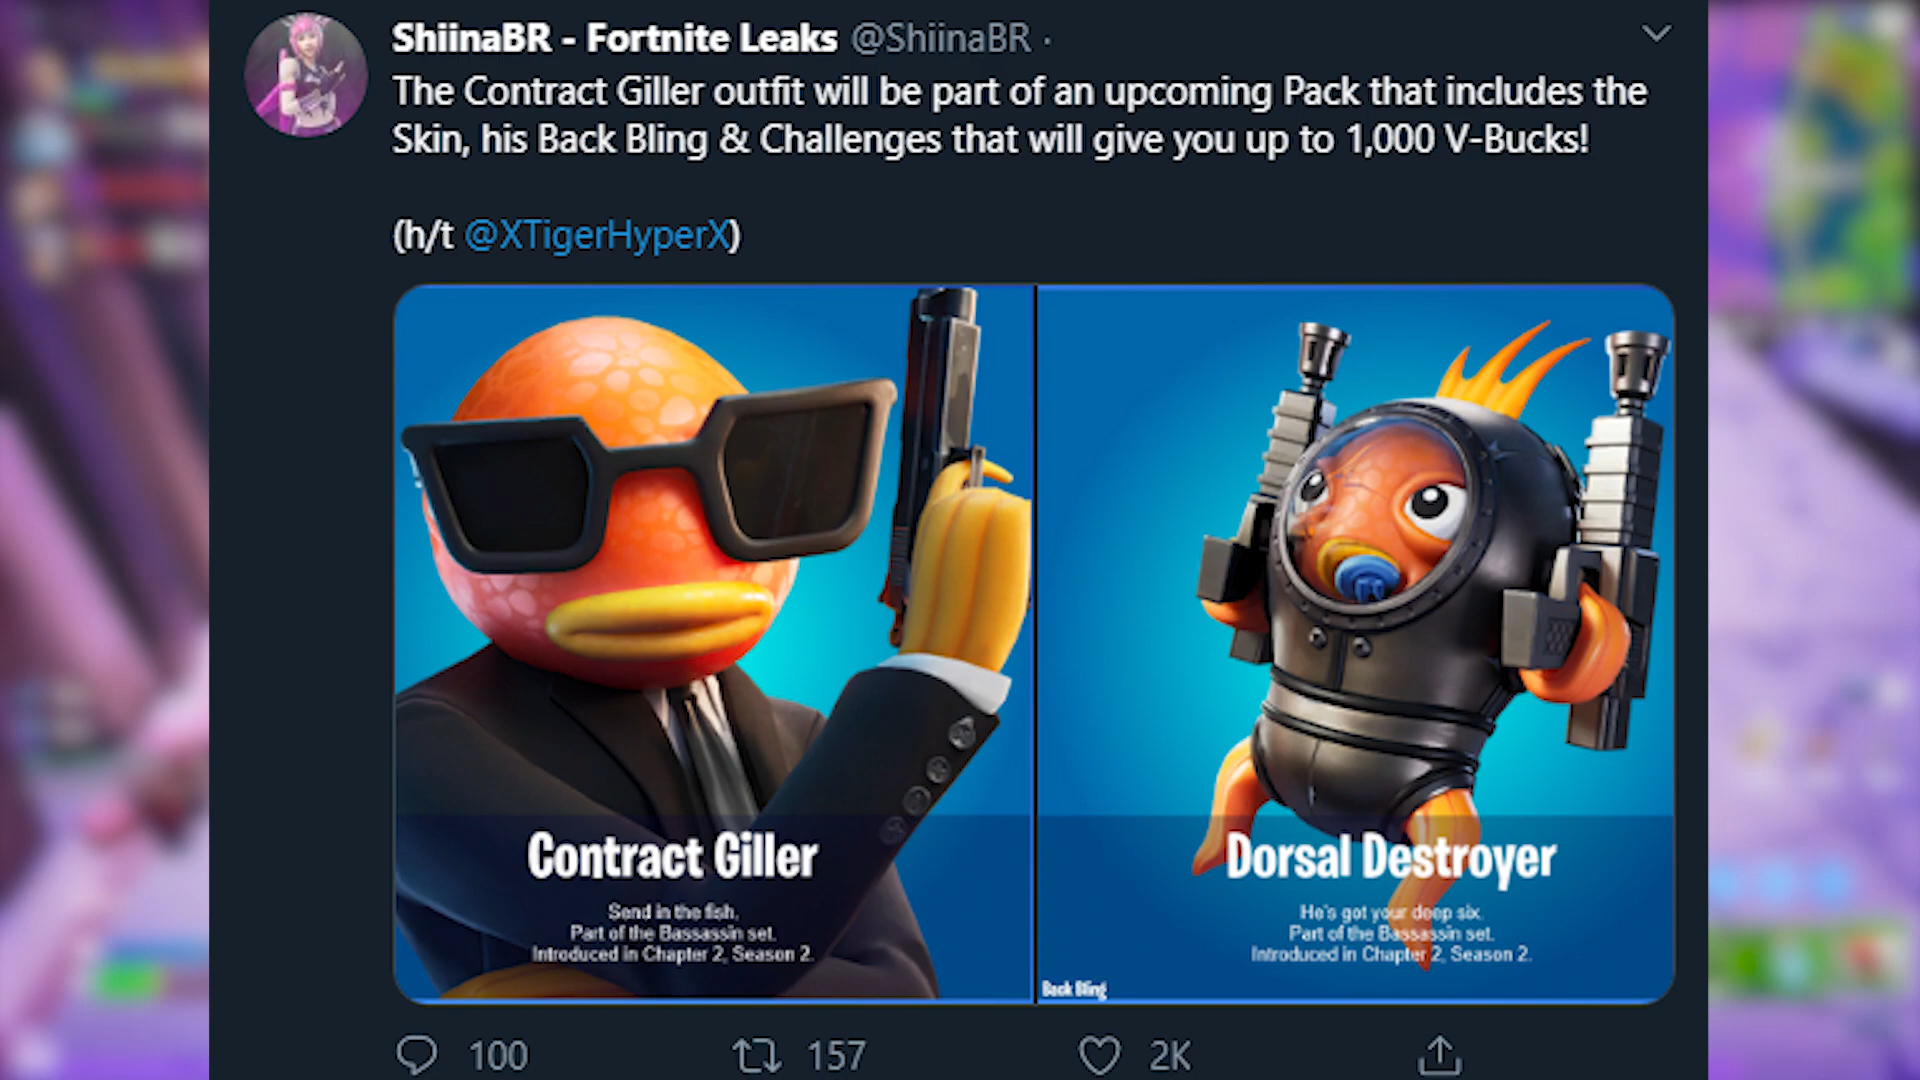 ShiinaBR - Fortnite Leaks @ShiinaBR ·
The Contract Giller outfit will be part of an upcoming Pack that includes the
Skin, his Back Bling & Challenges that will give you up to 1,000 V-Bucks!
(h/t @XTigerHyperX)
Contract Giller
Send in the fish.
Part of the Bassassin set.
Introduced in Chapter 2, Season 2.
Dorsal Destroyer
He's got your deep six.
Part of the Bassassin set.
Introduced in Chapter 2, Season 2.
Back Bling
100 157 2K